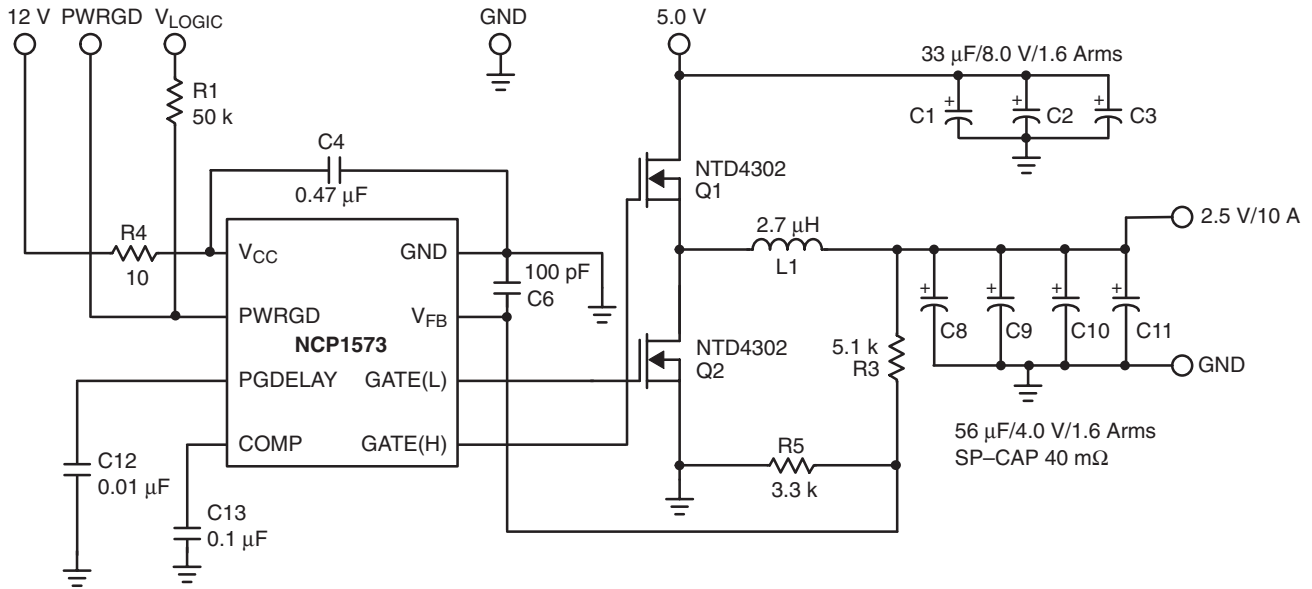 12 V PWRGD V_LOGIC GND 5.0 V
33 μF/8.0 V/1.6 Arms
R1
50 k
+ C1 + C2 + C3
C4
0.47 μF
NTD4302
Q1
2.5 V/10 A
R4
10
2.7 μH
L1
V_CC GND
100 pF
C6
PWRGD V_FB
NCP1573
+ C8 + C9 + C10 + C11
NTD4302
Q2
5.1 k
R3
GND
PGDELAY GATE(L)
COMP GATE(H)
C12
0.01 μF
R5
3.3 k
56 μF/4.0 V/1.6 Arms
SP–CAP 40 mΩ
C13
0.1 μF